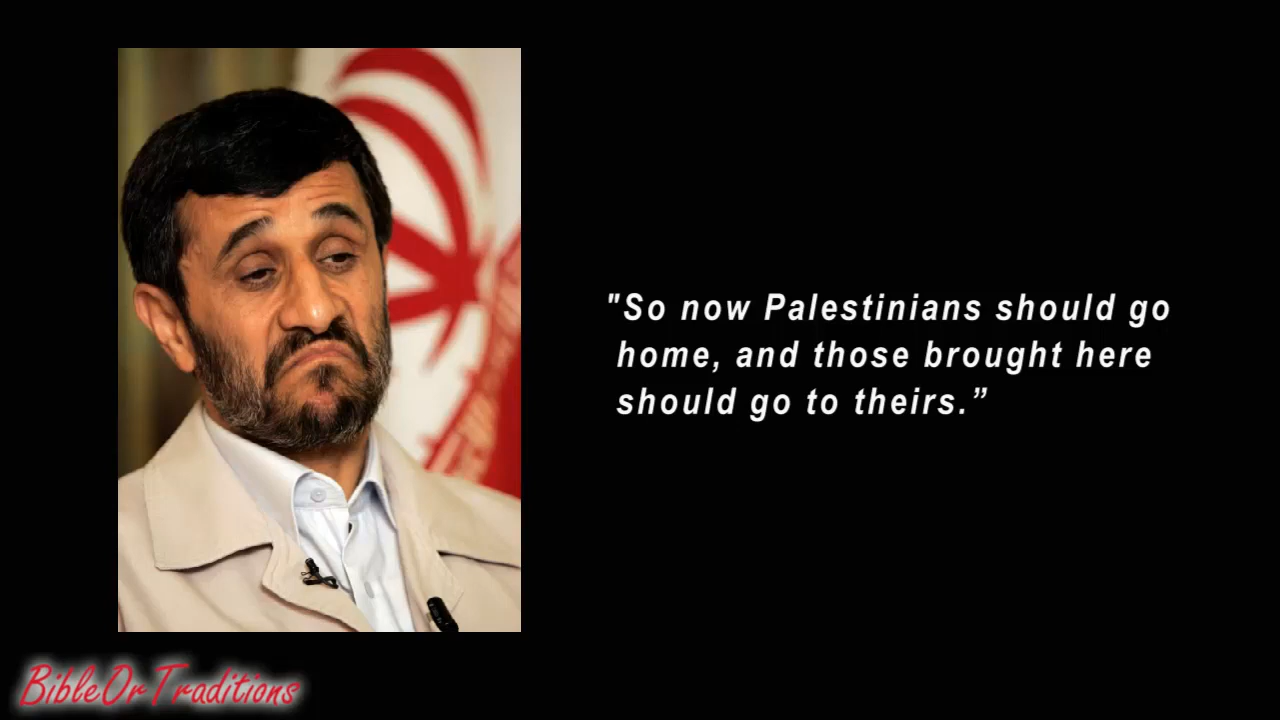 "So now Palestinians should go
home, and those brought here
should go to theirs.”
BibleOrTraditions